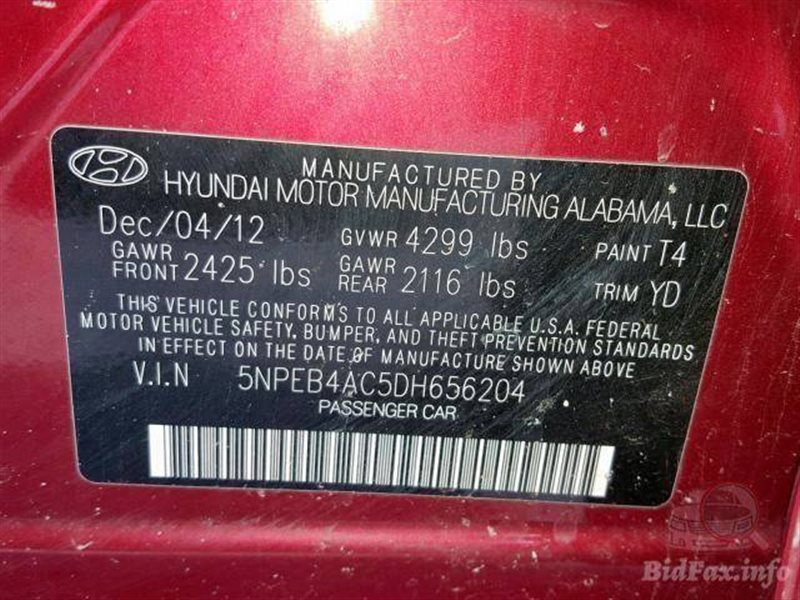 MANUFACTURED BY
HYUNDAI MOTOR MANUFACTURING ALABAMA, LLC
Dec/04/12 GVWR 4299 lbs PAINT T4
GAWR FRONT 2425 lbs GAWR REAR 2116 lbs TRIM YD
THIS VEHICLE CONFORMS TO ALL APPLICABLE U.S.A. FEDERAL
MOTOR VEHICLE SAFETY, BUMPER, AND THEFT PREVENTION STANDARDS
IN EFFECT ON THE DATE OF MANUFACTURE SHOWN ABOVE
V.I.N 5NPEB4AC5DH656204
PASSENGER CAR
BidFax.info